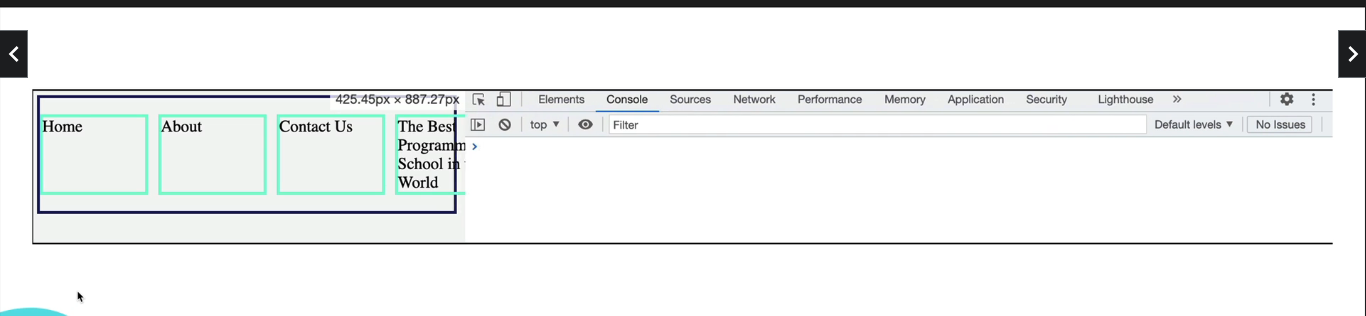 425.45px × 887.27px
Elements Console Sources Network Performance Memory Application Security Lighthouse »
top ▼ Filter Default levels ▼ No Issues
Home
About
Contact Us
The Best
Programm
School in
World